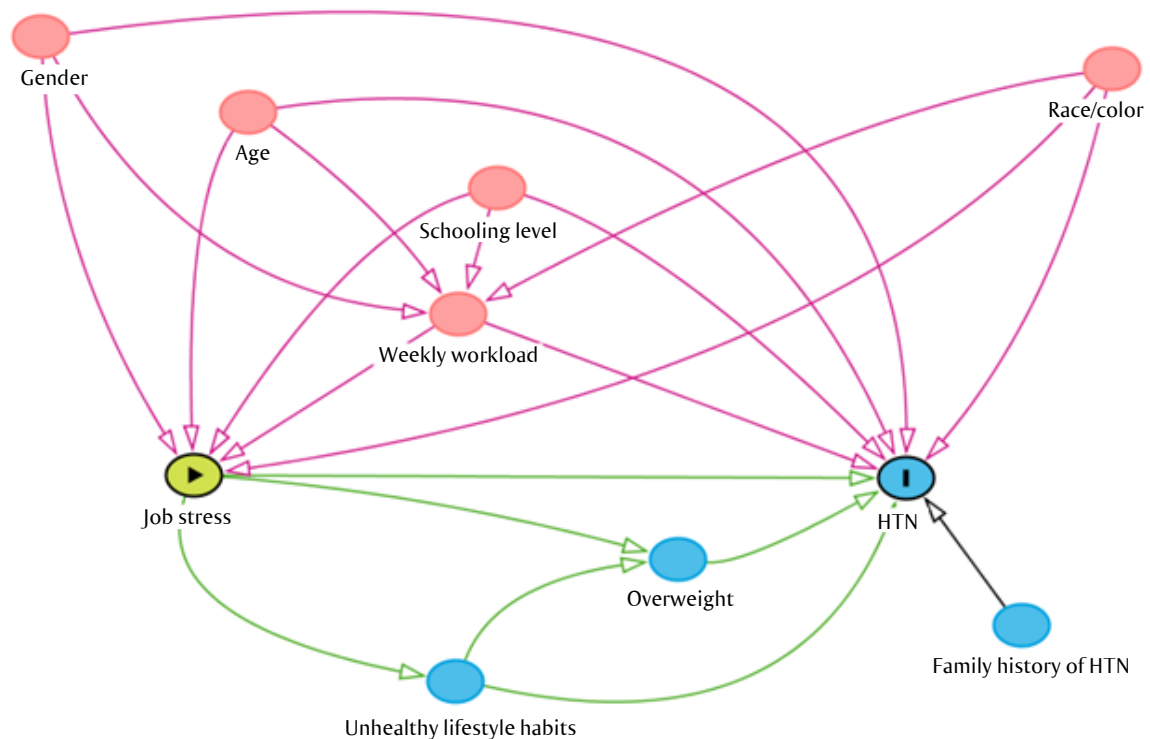 Gender
Race/color
Age
Schooling level
Weekly workload
Job stress
HTN
Overweight
Family history of HTN
Unhealthy lifestyle habits